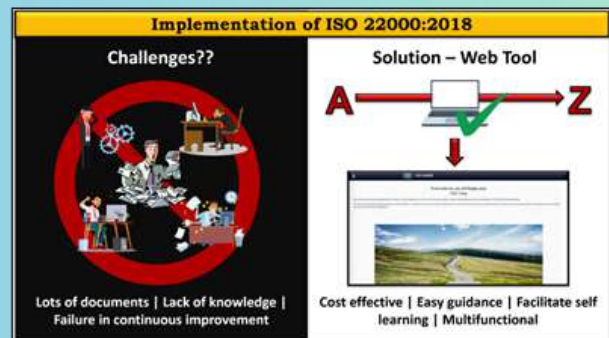 Implementation of ISO 22000:2018
Challenges??
Lots of documents | Lack of knowledge |
Failure in continuous improvement
Solution – Web Tool
A
Z
Cost effective | Easy guidance | Facilitate self
learning | Multifunctional